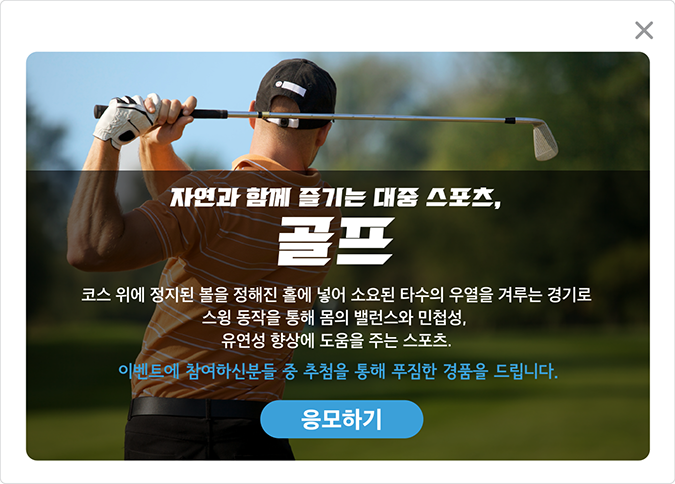 자연과 함께 즐기는 대중 스포츠,
골프
코스 위에 정지된 볼을 정해진 홀에 넣어 소요된 타수의 우열을 겨루는 경기로
스윙 동작을 통해 몸의 밸런스와 민첩성,
유연성 향상에 도움을 주는 스포츠.
이벤트에 참여하신분들 중 추첨을 통해 푸짐한 경품을 드립니다.
응모하기